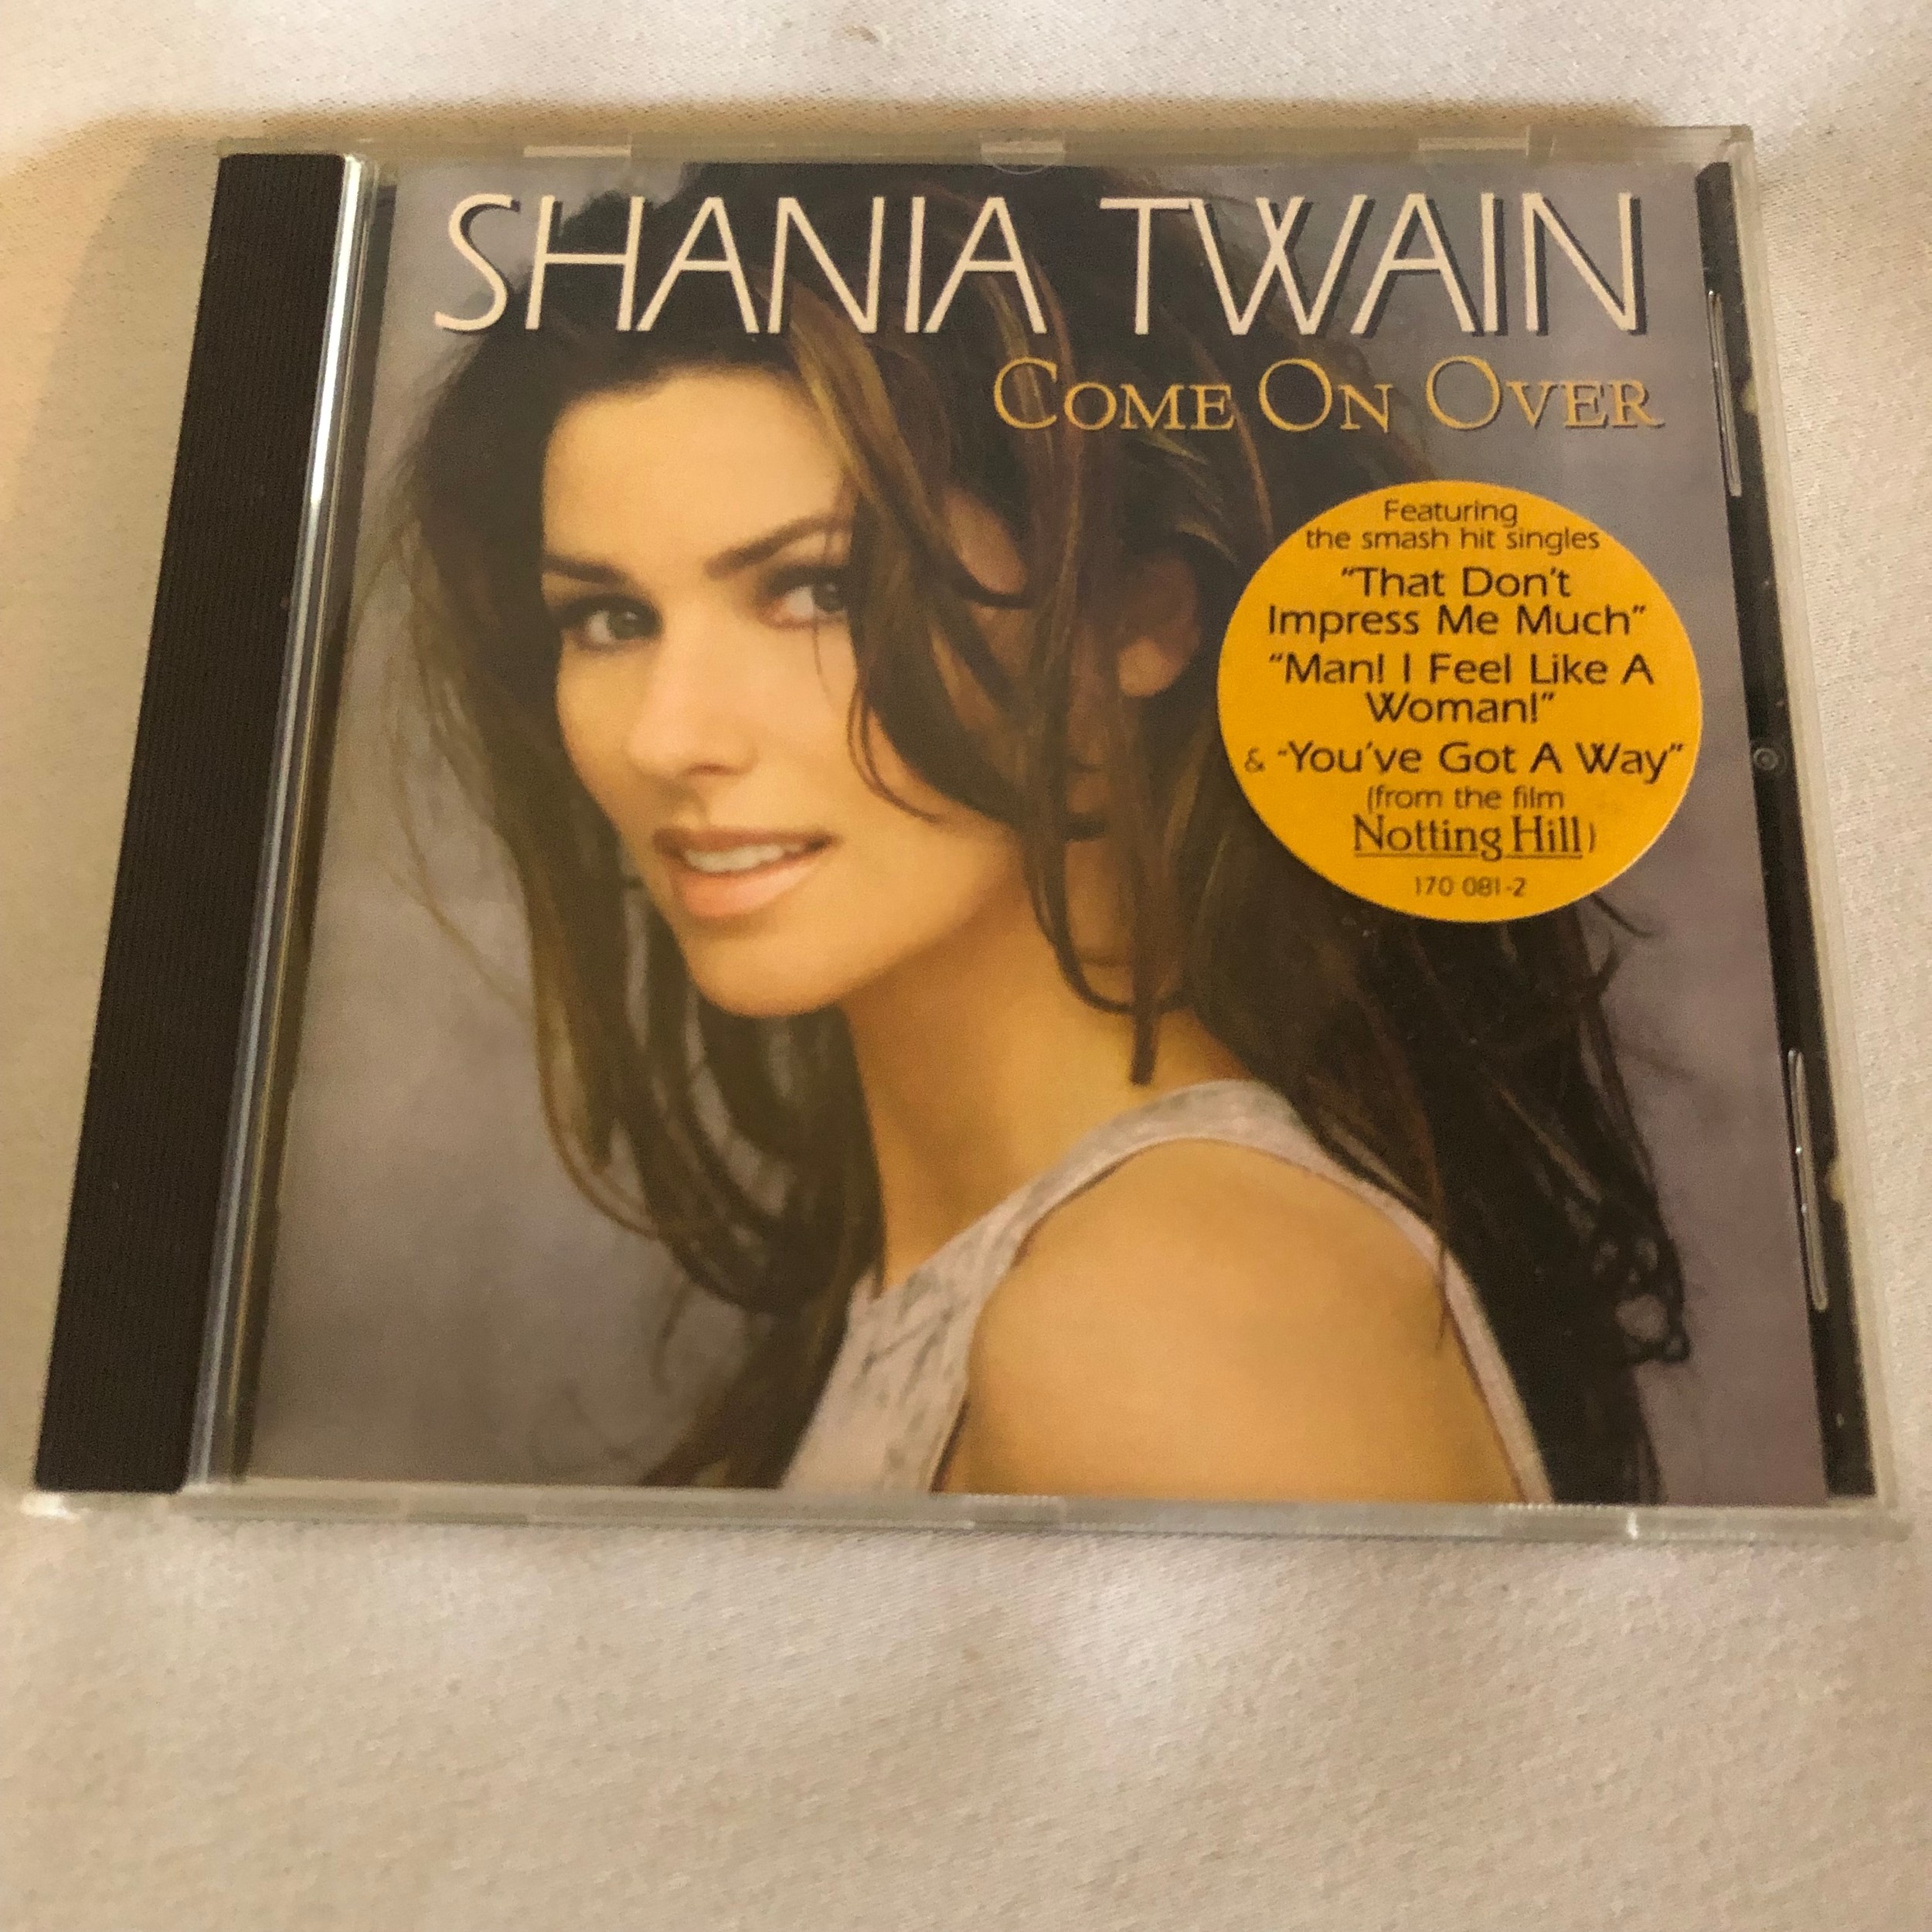 SHANIA TWAIN
COME ON OVER
Featuring
the smash hit singles
"That Don't
Impress Me Much"
"Man! I Feel Like A
Woman!"
& "You've Got A Way"
(from the film
Notting Hill)
170 081-2